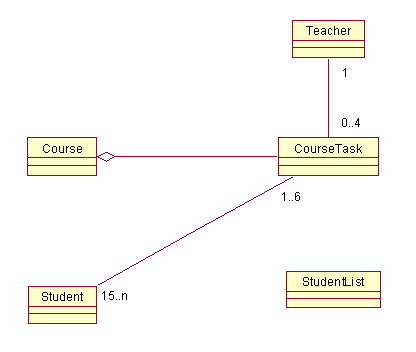 Teacher
1
0..4
Course
CourseTask
1..6
StudentList
Student
15..n